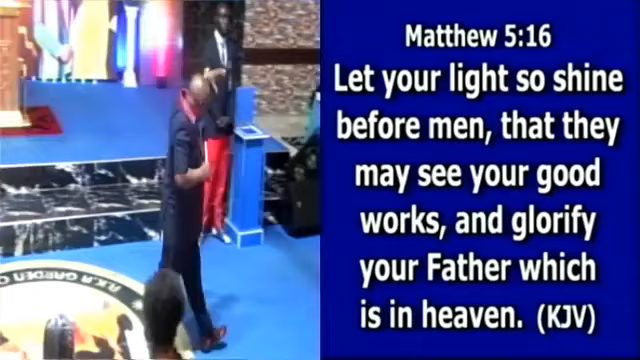 A.K.A GARDEN O
Matthew 5:16
Let your light so shine
before men, that they
may see your good
works, and glorify
your Father which
is in heaven. (KJV)